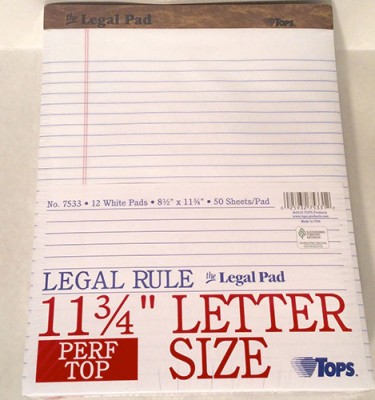 the Legal Pad
TOPS
No. 7533 • 12 White Pads • 8½" x 11¾" • 50 Sheets/Pad
LEGAL RULE the Legal Pad
11¾" LETTER
PERF TOP SIZE
TOPS